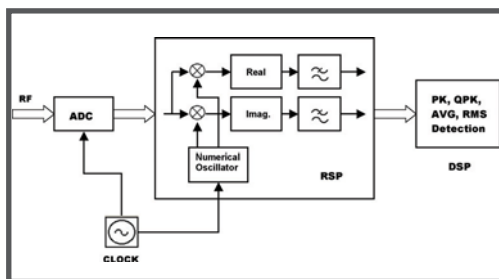 RF
ADC
Real
Imag.
Numerical
Oscillator
RSP
CLOCK
PK, QPK,
AVG, RMS
Detection
DSP